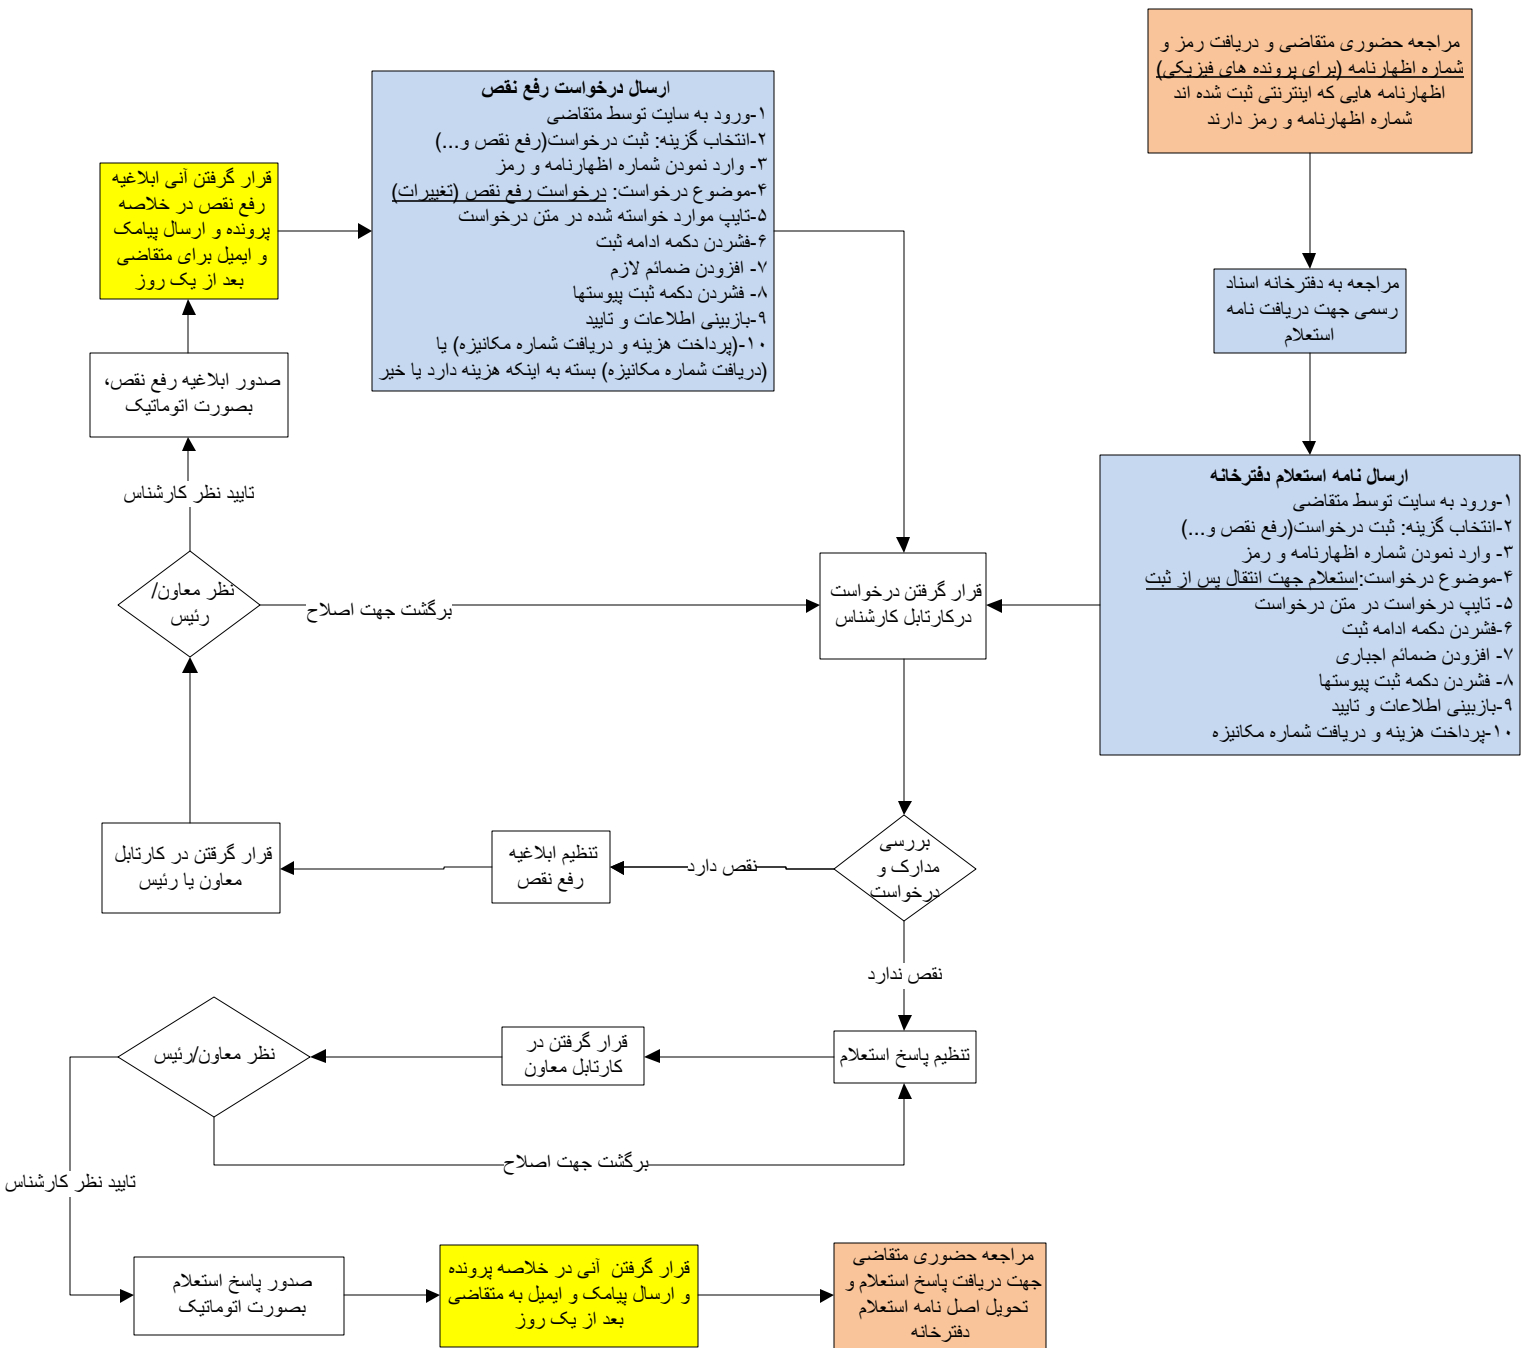 مراجعه حضوری متقاضی و دریافت رمز و
شماره اظهارنامه (برای پرونده های فیزیکی)
اظهارنامه هایی که اینترنتی ثبت شده اند
شماره اظهارنامه و رمز دارند
مراجعه به دفترخانه اسناد
رسمی جهت دریافت نامه
استعلام
ارسال نامه استعلام دفترخانه
۱-ورود به سایت توسط متقاضی
۲-انتخاب گزینه: ثبت درخواست(رفع نقص و...)
۳- وارد نمودن شماره اظهارنامه و رمز
۴-موضوع درخواست:استعلام جهت انتقال پس از ثبت
۵- تایپ درخواست در متن درخواست
۶-فشردن دکمه ادامه ثبت
۷- افزودن ضمائم اجباری
۸- فشردن دکمه ثبت پیوستها
۹-بازبینی اطلاعات و تایید
۱۰-پرداخت هزینه و دریافت شماره مکانیزه
ارسال درخواست رفع نقص
۱-ورود به سایت توسط متقاضی
۲-انتخاب گزینه: ثبت درخواست(رفع نقص و...)
۳- وارد نمودن شماره اظهارنامه و رمز
۴-موضوع درخواست: درخواست رفع نقص (تغییرات)
۵-تایپ موارد خواسته شده در متن درخواست
۶-فشردن دکمه ادامه ثبت
۷- افزودن ضمائم لازم
۸- فشردن دکمه ثبت پیوستها
۹-بازبینی اطلاعات و تایید
۱۰-(پرداخت هزینه و دریافت شماره مکانیزه) یا
(دریافت شماره مکانیزه) بسته به اینکه هزینه دارد یا خیر
قرار گرفتن آنی ابلاغیه
رفع نقص در خلاصه
پرونده و ارسال پیامک
و ایمیل برای متقاضی
بعد از یک روز
صدور ابلاغیه رفع نقص،
بصورت اتوماتیک
تایید نظر کارشناس
نظر معاون/
رئیس
برگشت جهت اصلاح
قرار گرفتن درخواست
درکارتابل کارشناس
بررسی
مدارک و
درخواست
نقص دارد
تنظیم ابلاغیه
رفع نقص
قرار گرفتن در کارتابل
معاون یا رئیس
نقص ندارد
تنظیم پاسخ استعلام
قرار گرفتن در
کارتابل معاون
نظر معاون/رئیس
برگشت جهت اصلاح
تایید نظر کارشناس
صدور پاسخ استعلام
بصورت اتوماتیک
قرار گرفتن آنی در خلاصه پرونده
و ارسال پیامک و ایمیل به متقاضی
بعد از یک روز
مراجعه حضوری متقاضی
جهت دریافت پاسخ استعلام و
تحویل اصل نامه استعلام
دفترخانه